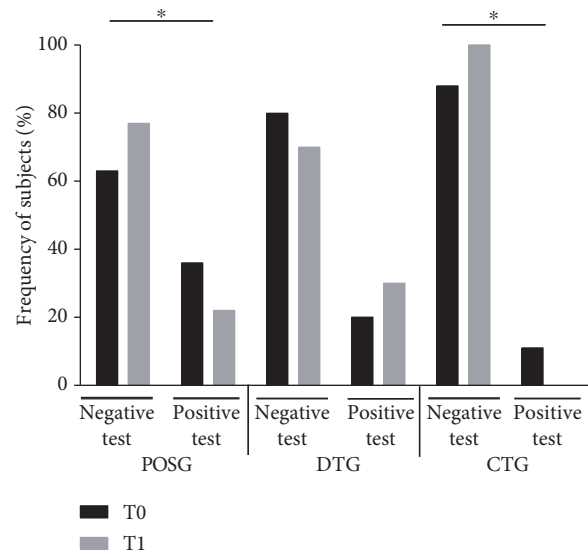 *
*
100
80
60
40
20
0
Frequency of subjects (%)
Negative test
Positive test
Negative test
Positive test
Negative test
Positive test
POSG
DTG
CTG
T0
T1